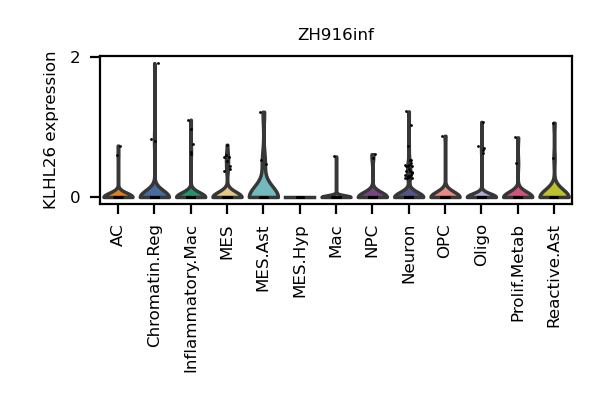 ZH916inf
KLHL26 expression
2
0
AC
Chromatin.Reg
Inflammatory.Mac
MES
MES.Ast
MES.Hyp
Mac
NPC
Neuron
OPC
Oligo
Prolif.Metab
Reactive.Ast